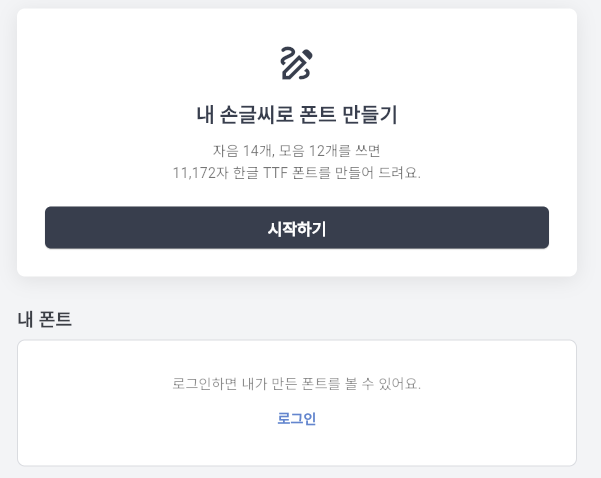 내 손글씨로 폰트 만들기
자음 14개, 모음 12개를 쓰면
11,172자 한글 TTF 폰트를 만들어 드려요.
시작하기
내 폰트
로그인하면 내가 만든 폰트를 볼 수 있어요.
로그인